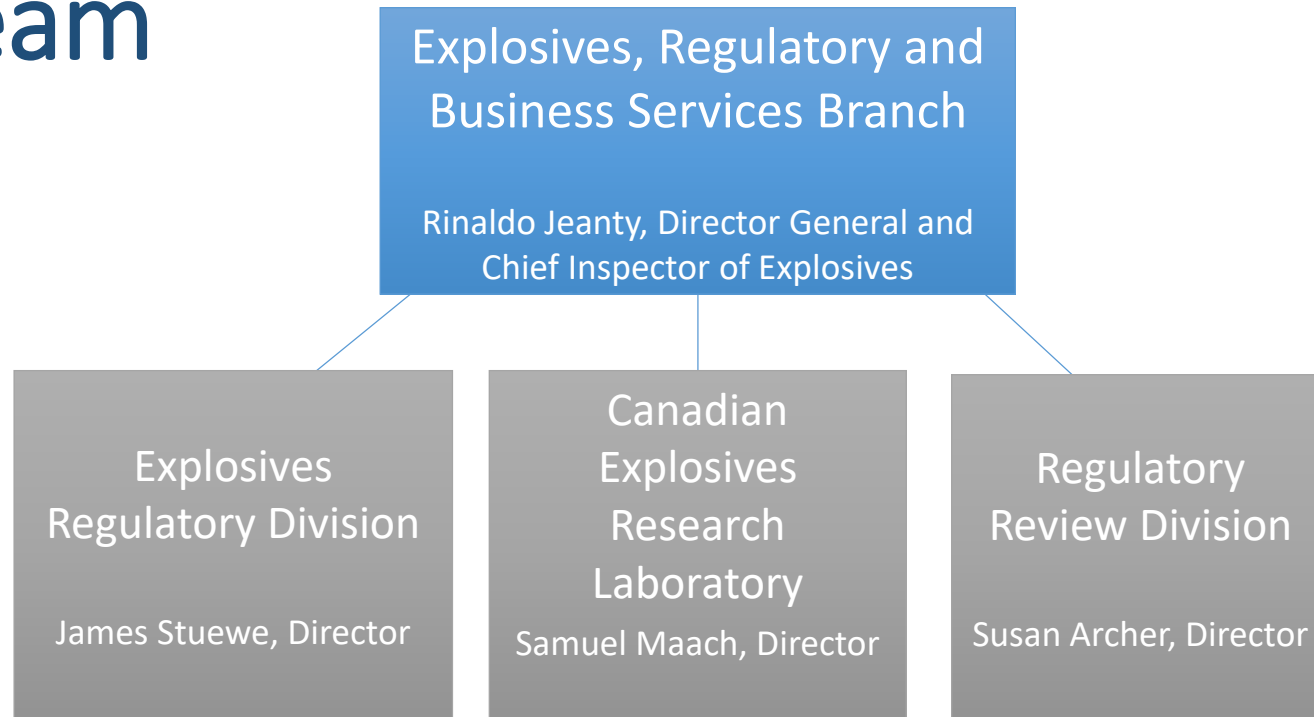 eam
Explosives, Regulatory and
Business Services Branch
Rinaldo Jeanty, Director General and
Chief Inspector of Explosives
Explosives
Regulatory Division
James Stuewe, Director
Canadian
Explosives
Research
Laboratory
Samuel Maach, Director
Regulatory
Review Division
Susan Archer, Director